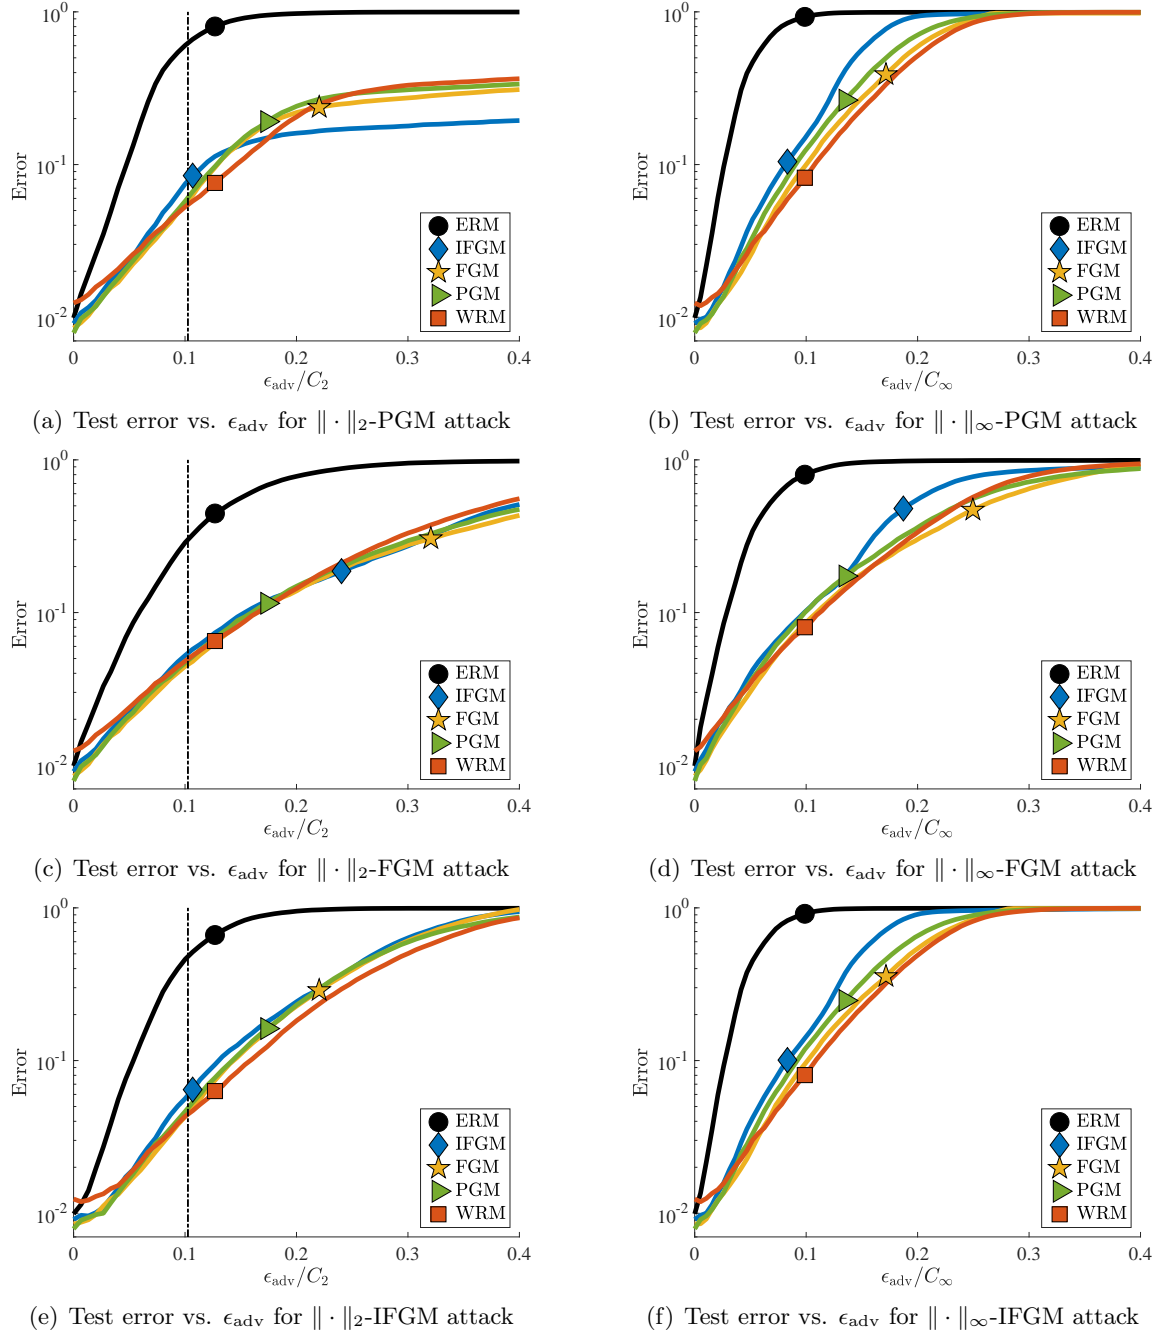 10^0
10^-1
10^-2
Error
0 0.1 0.2 0.3 0.4
ϵ_adv/C_2
ERM
IFGM
FGM
PGM
WRM
(a) Test error vs. ϵ_adv for ‖ · ‖_2-PGM attack
10^0
10^-1
10^-2
Error
0 0.1 0.2 0.3 0.4
ϵ_adv/C_∞
ERM
IFGM
FGM
PGM
WRM
(b) Test error vs. ϵ_adv for ‖ · ‖_∞-PGM attack
10^0
10^-1
10^-2
Error
0 0.1 0.2 0.3 0.4
ϵ_adv/C_2
ERM
IFGM
FGM
PGM
WRM
(c) Test error vs. ϵ_adv for ‖ · ‖_2-FGM attack
10^0
10^-1
10^-2
Error
0 0.1 0.2 0.3 0.4
ϵ_adv/C_∞
ERM
IFGM
FGM
PGM
WRM
(d) Test error vs. ϵ_adv for ‖ · ‖_∞-FGM attack
10^0
10^-1
10^-2
Error
0 0.1 0.2 0.3 0.4
ϵ_adv/C_2
ERM
IFGM
FGM
PGM
WRM
(e) Test error vs. ϵ_adv for ‖ · ‖_2-IFGM attack
10^0
10^-1
10^-2
Error
0 0.1 0.2 0.3 0.4
ϵ_adv/C_∞
ERM
IFGM
FGM
PGM
WRM
(f) Test error vs. ϵ_adv for ‖ · ‖_∞-IFGM attack